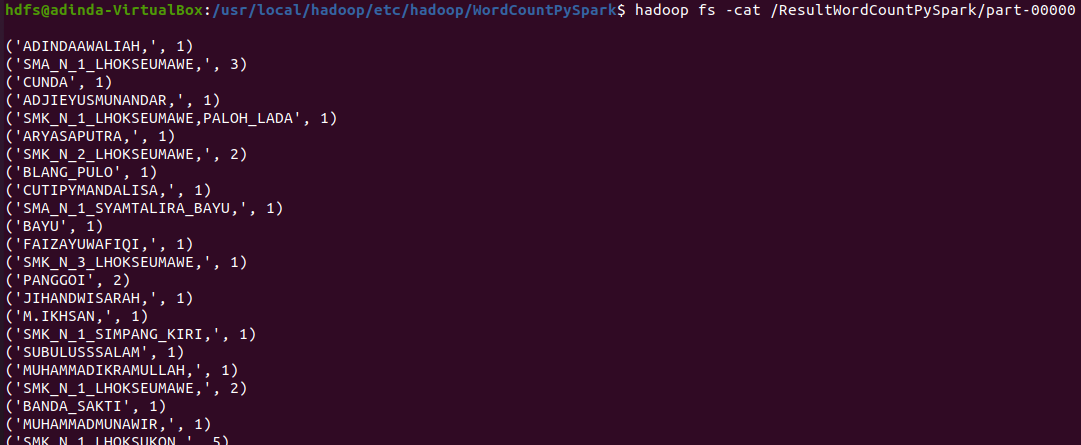 hdfs@adinda-VirtualBox:/usr/local/hadoop/etc/hadoop/WordCountPySpark$ hadoop fs -cat /ResultWordCountPySpark/part-00000
('ADINDAAWALIAH,', 1)
('SMA_N_1_LHOKSEUMAWE,', 3)
('CUNDA', 1)
('ADJIEYUSMUNANDAR,', 1)
('SMK_N_1_LHOKSEUMAWE,PALOH_LADA', 1)
('ARYASAPUTRA,', 1)
('SMK_N_2_LHOKSEUMAWE,', 2)
('BLANG_PULO', 1)
('CUTIPYMANDALISA,', 1)
('SMA_N_1_SYAMTALIRA_BAYU,', 1)
('BAYU', 1)
('FAIZAYUWAFIQI,', 1)
('SMK_N_3_LHOKSEUMAWE,', 1)
('PANGGOI', 2)
('JIHANDWISARAH,', 1)
('M.IKHSAN,', 1)
('SMK_N_1_SIMPANG_KIRI,', 1)
('SUBULUSSSALAM', 1)
('MUHAMMADIKRAMULLAH,', 1)
('SMK_N_1_LHOKSEUMAWE,', 2)
('BANDA_SAKTI', 1)
('MUHAMMADMUNAWIR,', 1)
('SMK_N_1_LHOKSUKON,', 5)